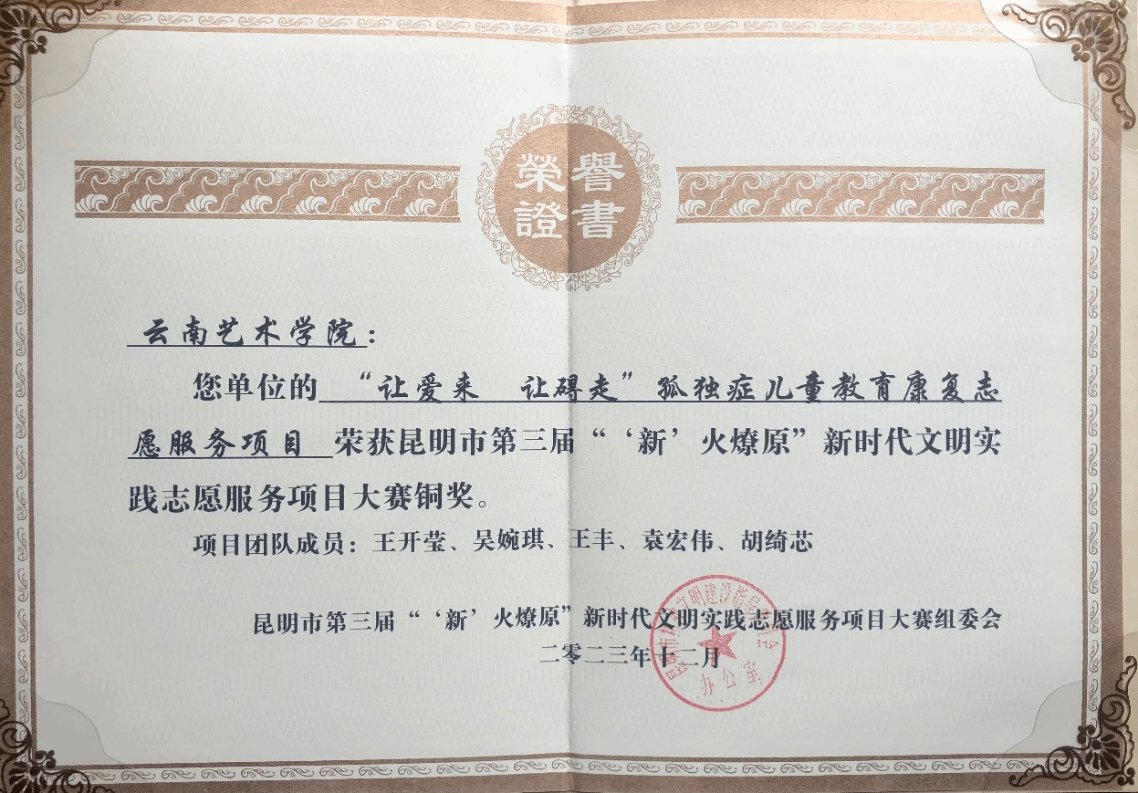 榮譽
證書
云南艺术学院：
您单位的 “让爱来 让碍走”孤独症儿童教育康复志
愿服务项目 荣获昆明市第三届“‘新’火燎原”新时代文明实
践志愿服务项目大赛铜奖。
项目团队成员：王开莹、吴婉琪、王丰、袁宏伟、胡绮芯
昆明市第三届“‘新’火燎原”新时代文明实践志愿服务项目大赛组委会
二零二三年十二月
办公室